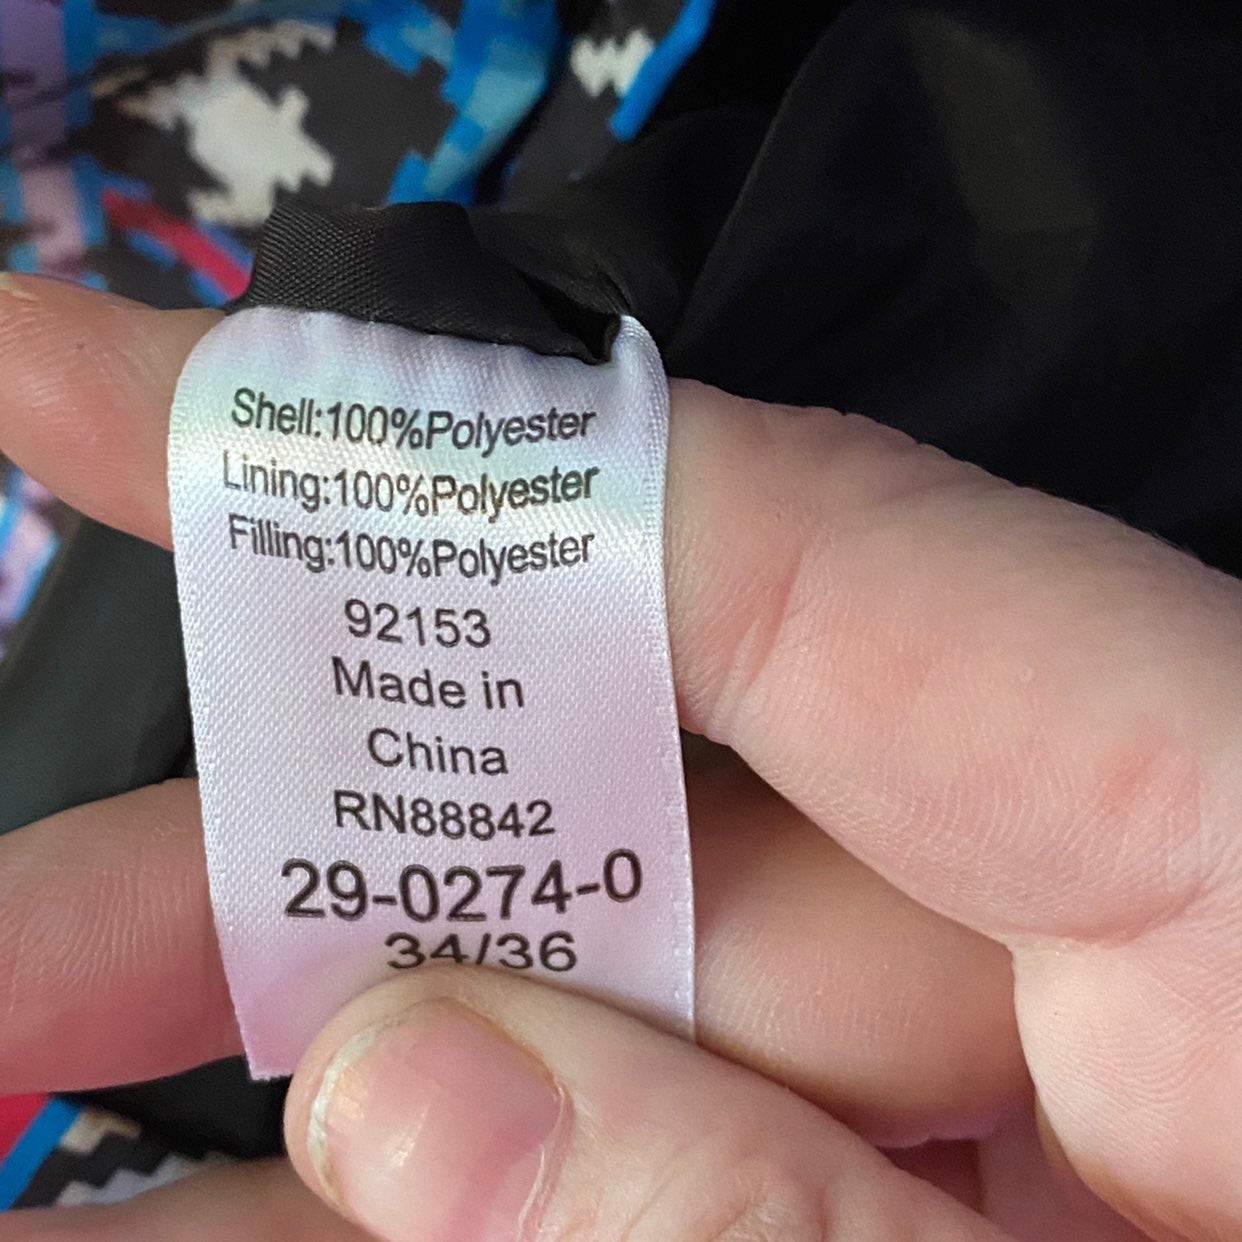 Shell:100%Polyester
Lining:100%Polyester
Filling:100%Polyester
92153
Made in
China
RN88842
29-0274-0
34/36